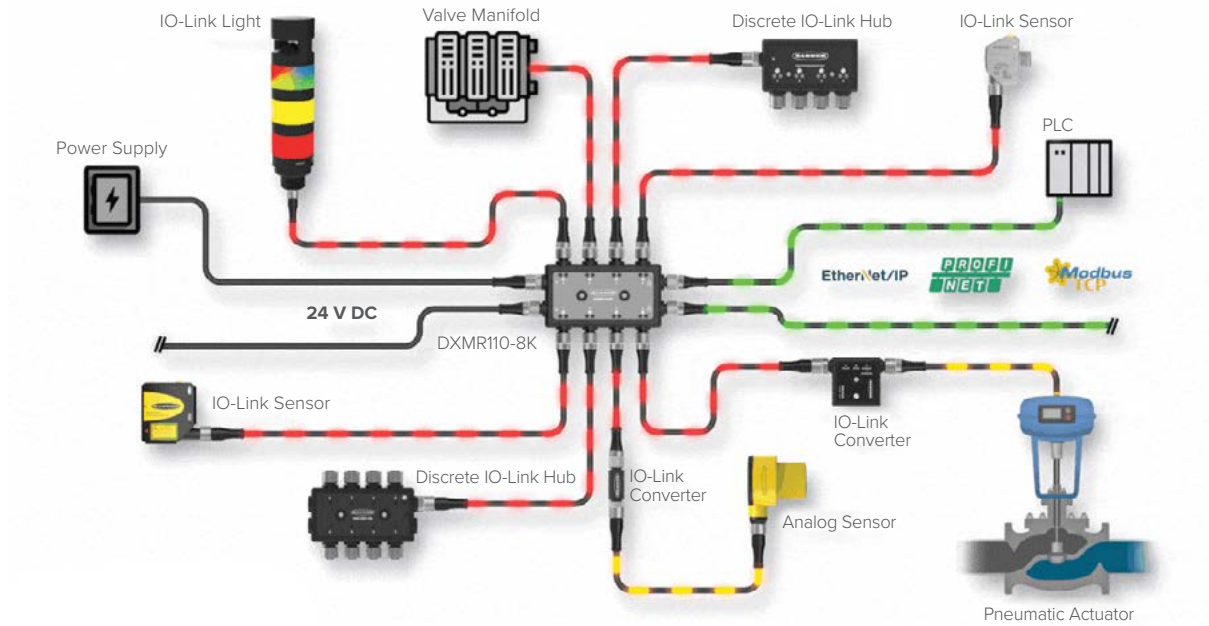 IO-Link Light
Valve Manifold
Discrete IO-Link Hub
IO-Link Sensor
BANNER
PLC
Power Supply
EtherNet/IP
PROFI
NET
Modbus
TCP
24 V DC
DXMR110-8K
IO-Link Sensor
IO-Link
Converter
Discrete IO-Link Hub
IO-Link
Converter
Analog Sensor
Pneumatic Actuator